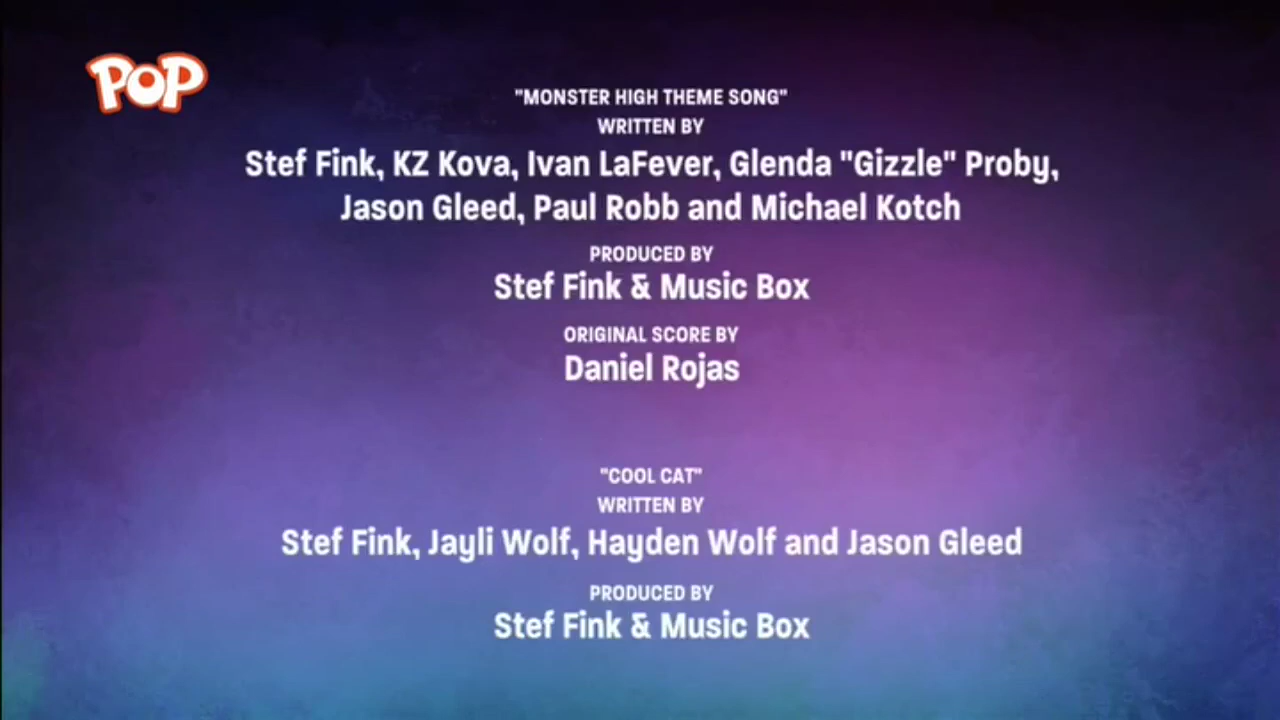 POP
"MONSTER HIGH THEME SONG"
WRITTEN BY
Stef Fink, KZ Kova, Ivan LaFever, Glenda "Gizzle" Proby,
Jason Gleed, Paul Robb and Michael Kotch
PRODUCED BY
Stef Fink & Music Box
ORIGINAL SCORE BY
Daniel Rojas
"COOL CAT"
WRITTEN BY
Stef Fink, Jayli Wolf, Hayden Wolf and Jason Gleed
PRODUCED BY
Stef Fink & Music Box